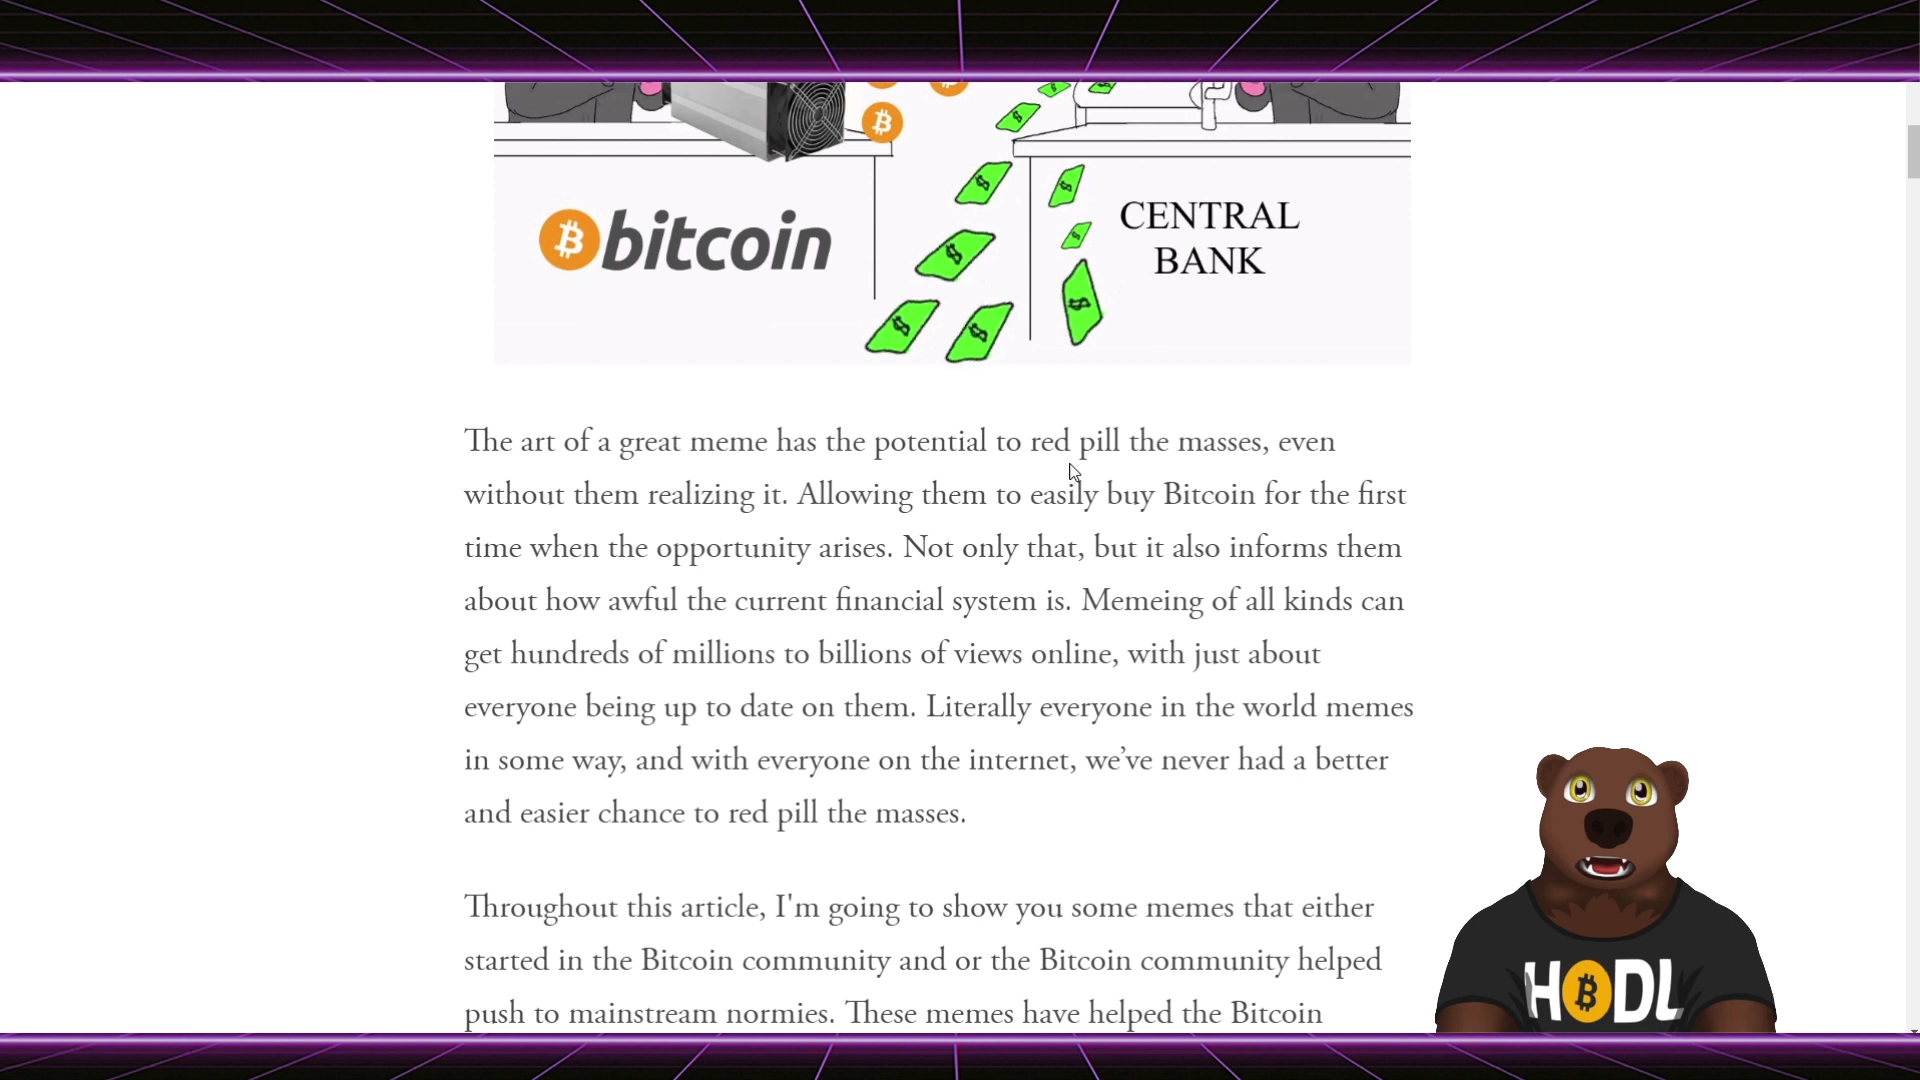 bitcoin
CENTRAL
BANK
The art of a great meme has the potential to red pill the masses, even
without them realizing it. Allowing them to easily buy Bitcoin for the first
time when the opportunity arises. Not only that, but it also informs them
about how awful the current financial system is. Memeing of all kinds can
get hundreds of millions to billions of views online, with just about
everyone being up to date on them. Literally everyone in the world memes
in some way, and with everyone on the internet, we’ve never had a better
and easier chance to red pill the masses.
Throughout this article, I'm going to show you some memes that either
started in the Bitcoin community and or the Bitcoin community helped
push to mainstream normies. These memes have helped the Bitcoin
HODL